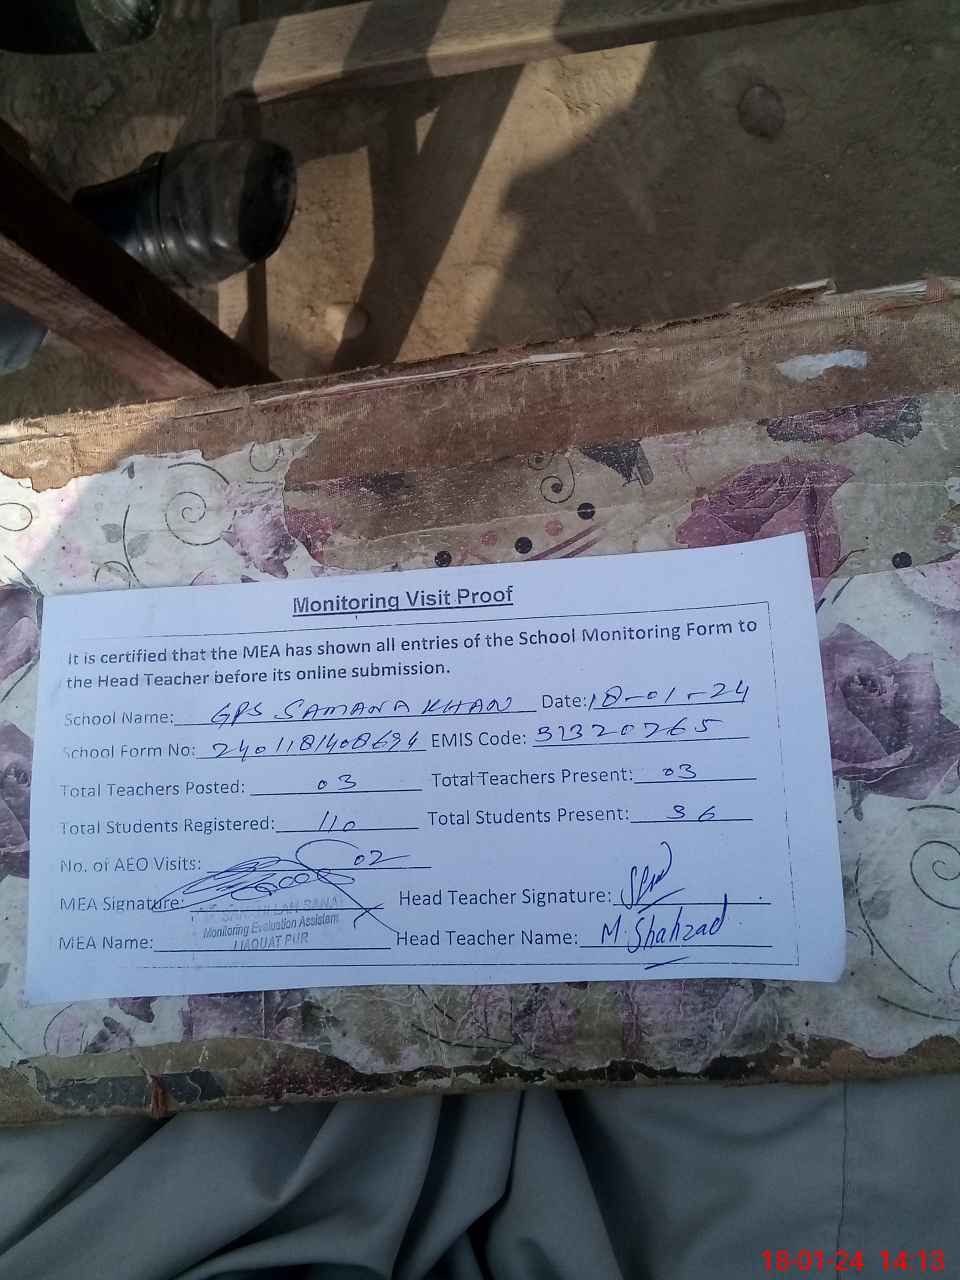 Monitoring Visit Proof
It is certified that the MEA has shown all entries of the School Monitoring Form to
the Head Teacher before its online submission.
School Name: GPS SAMANA KHAN Date: 18-01-24
School Form No: 2401181408694 EMIS Code: 31320265
Total Teachers Posted: 03 Total Teachers Present: 03
Total Students Registered: 110 Total Students Present: 36
No. of AEO Visits: 02
MEA Signature: Head Teacher Signature:
Monitoring Evaluation Assistant
MEA Name: LIAQUAT PUR Head Teacher Name: M. Shahzad
18-01-24 14:13